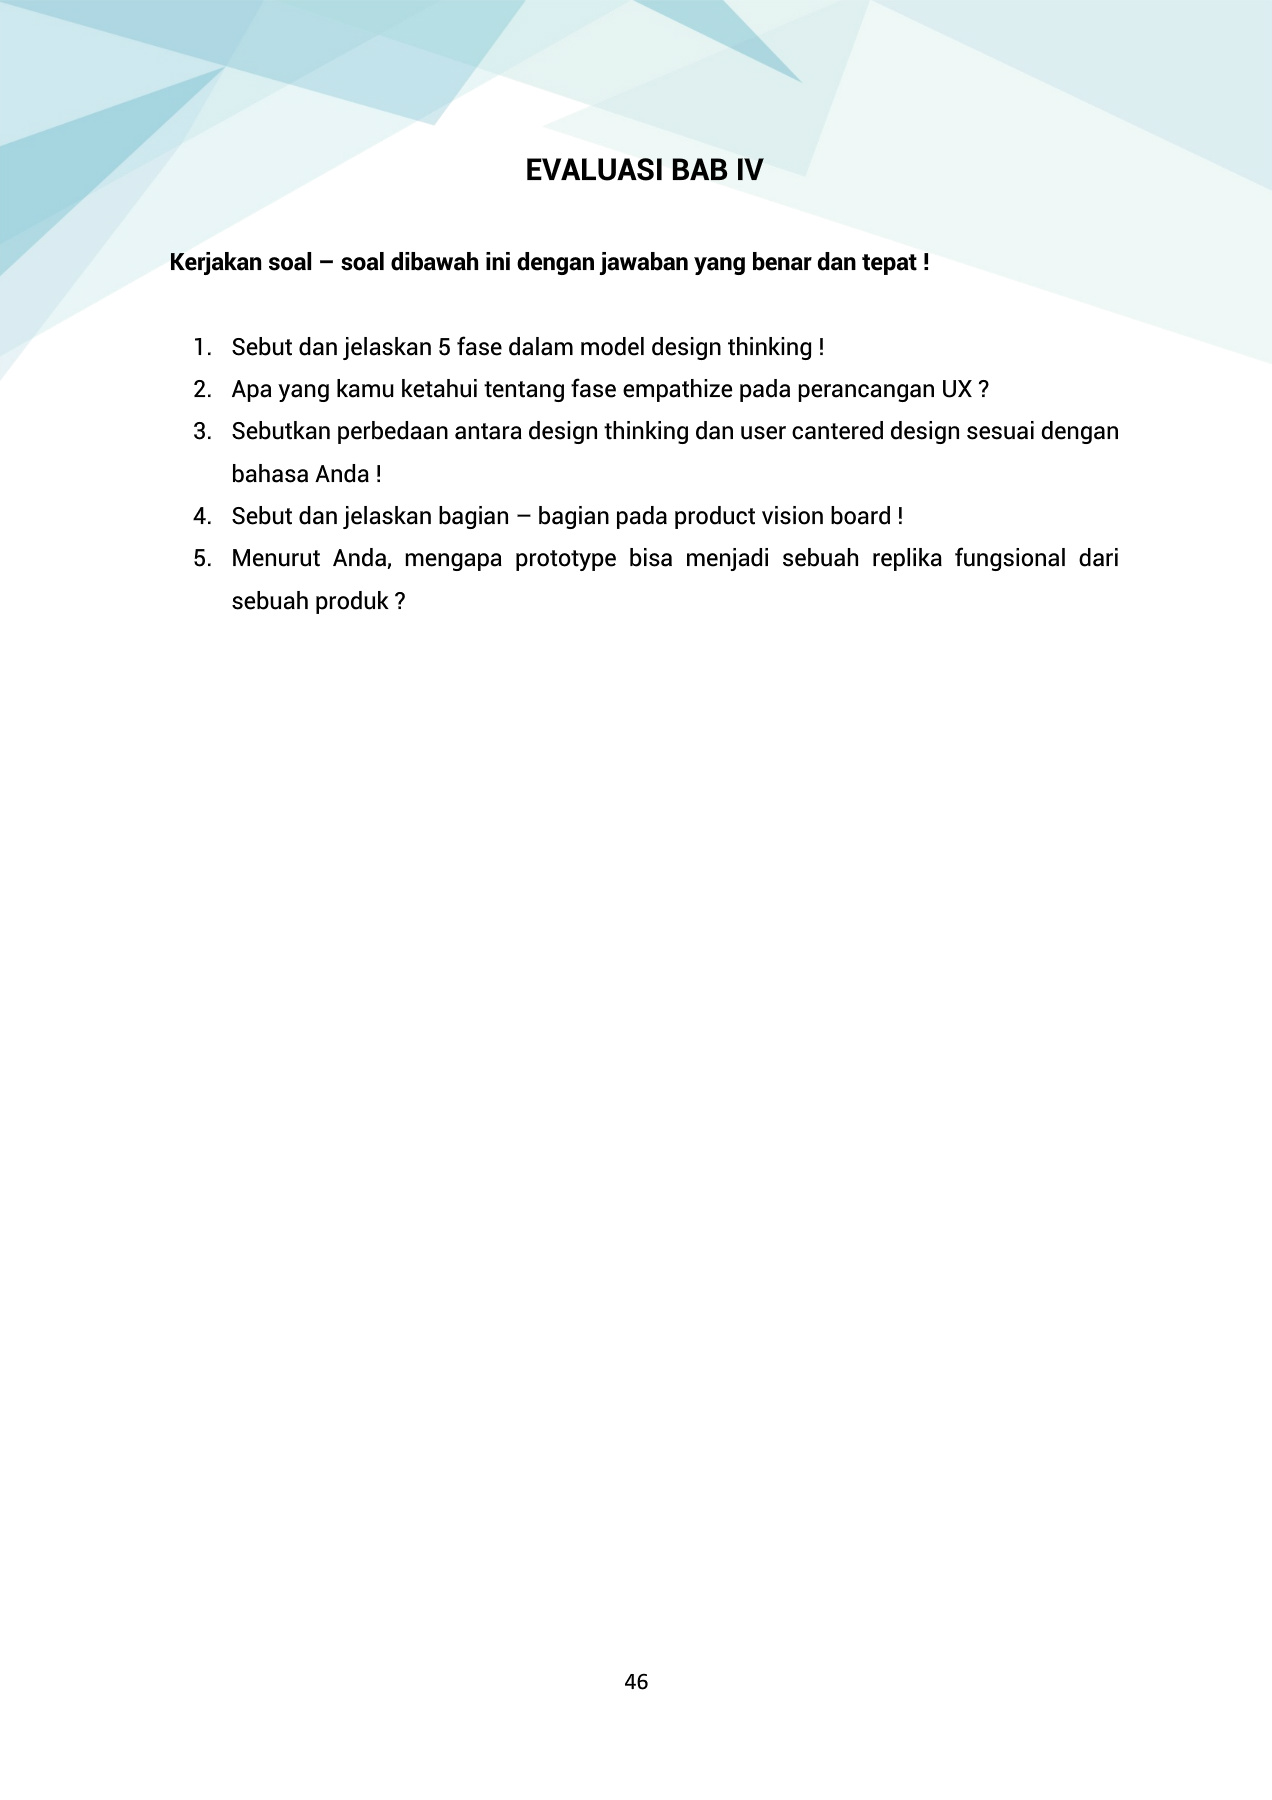 EVALUASI BAB IV
Kerjakan soal – soal dibawah ini dengan jawaban yang benar dan tepat !
1. Sebut dan jelaskan 5 fase dalam model design thinking !
2. Apa yang kamu ketahui tentang fase empathize pada perancangan UX ?
3. Sebutkan perbedaan antara design thinking dan user cantered design sesuai dengan
bahasa Anda !
4. Sebut dan jelaskan bagian – bagian pada product vision board !
5. Menurut Anda, mengapa prototype bisa menjadi sebuah replika fungsional dari
sebuah produk ?
46